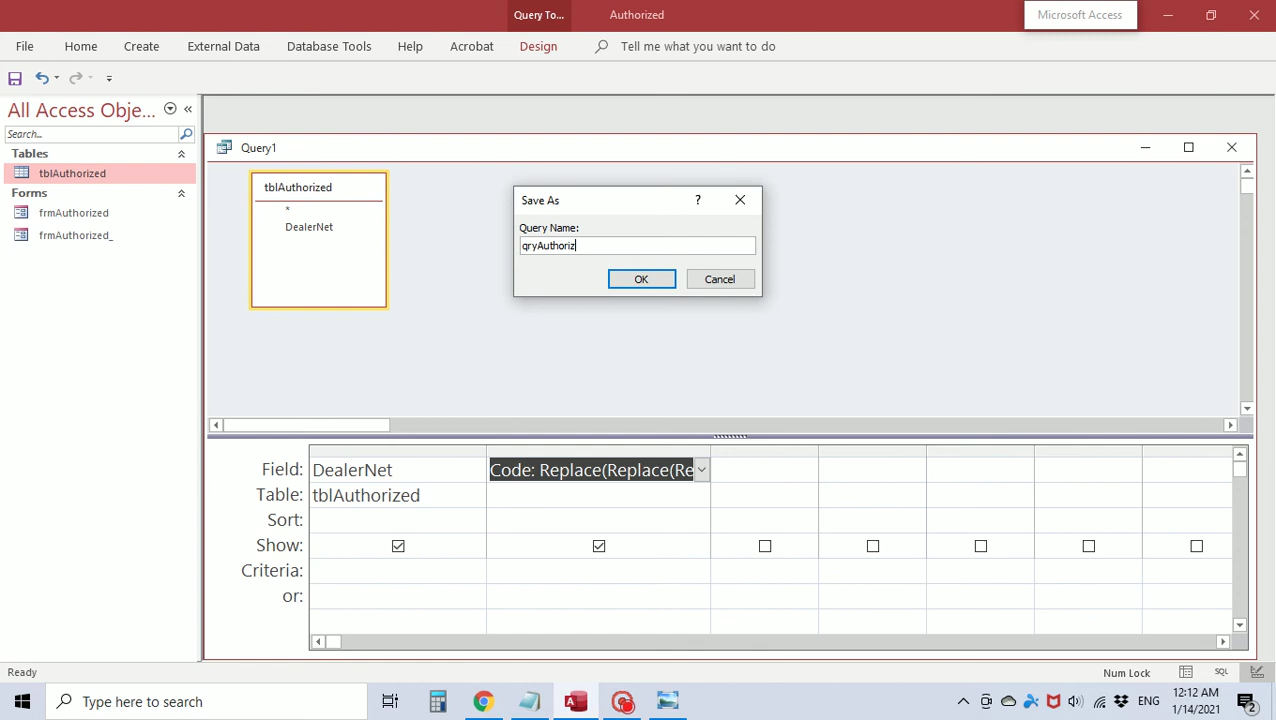 Query To...
Authorized
Microsoft Access
File
Home
Create
External Data
Database Tools
Help
Acrobat
Design
Tell me what you want to do
All Access Obje...
Search...
Tables
tblAuthorized
Forms
frmAuthorized
frmAuthorized_
Query1
tblAuthorized
*
DealerNet
Save As
?
Query Name:
qryAuthoriz
OK
Cancel
Field:
DealerNet
Code: Replace(Replace(Re
Table:
tblAuthorized
Sort:
Show:
Criteria:
or:
Ready
Num Lock
SQL
Type here to search
ENG
12:12 AM
1/14/2021
2